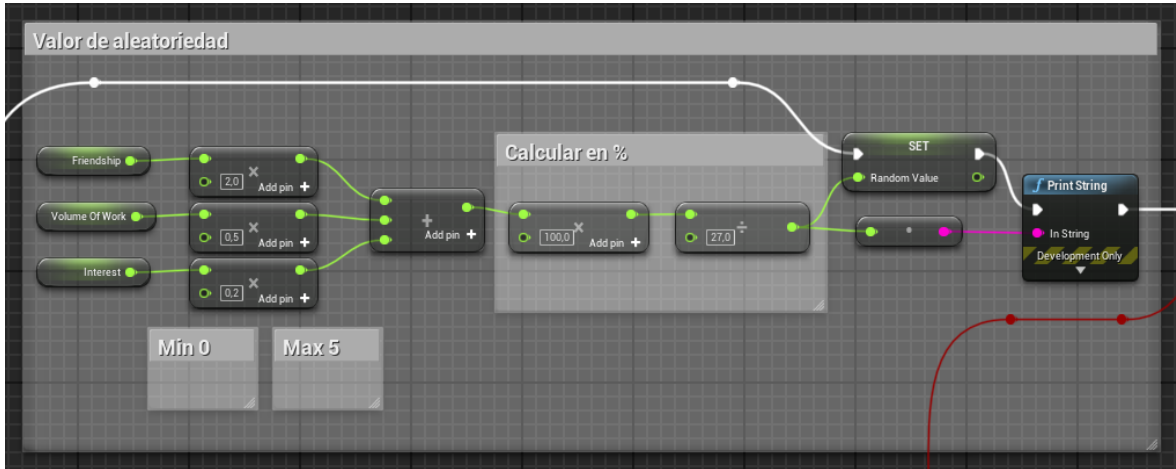 Valor de aleatoriedad
Friendship
2,0
×
Add pin +
Volume Of Work
0,5
×
Add pin +
Interest
0,2
×
Add pin +
+
Add pin +
Calcular en %
100,0
×
Add pin +
27,0
÷
SET
Random Value
f Print String
In String
Development Only
Min 0
Max 5